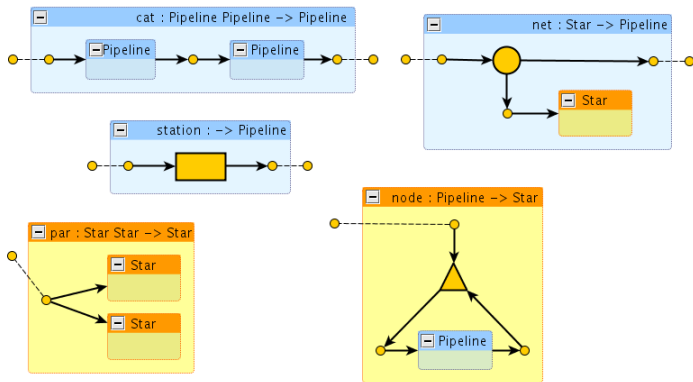 cat : Pipeline Pipeline -> Pipeline
Pipeline
Pipeline
net : Star -> Pipeline
Star
station : -> Pipeline
node : Pipeline -> Star
Pipeline
par : Star Star -> Star
Star
Star